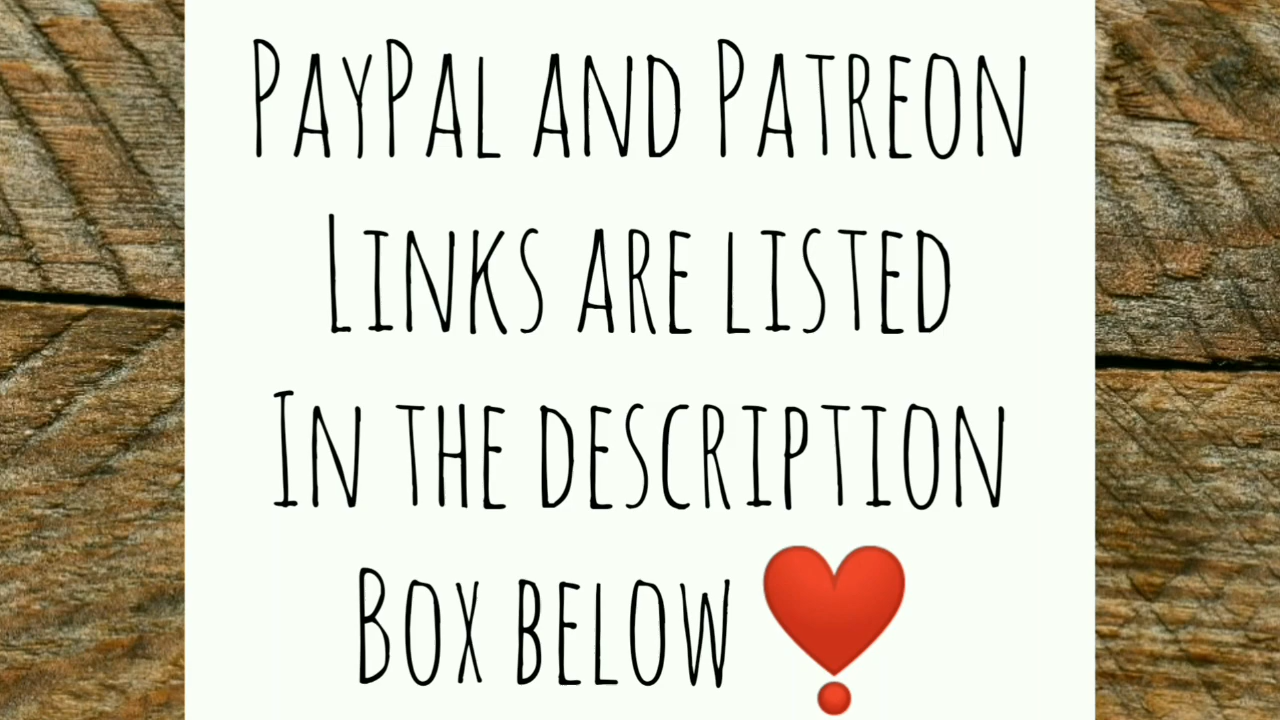 PayPal and Patreon
Links are listed
In the description
Box below ❣️